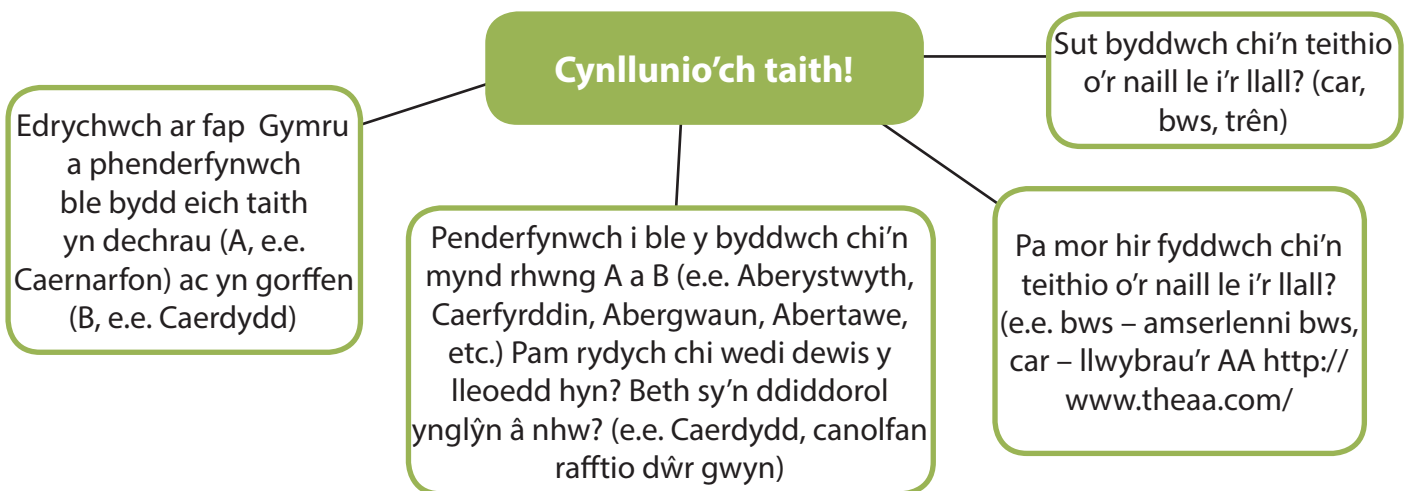 Cynllunio'ch taith!
Edrychwch ar fap  Gymru
a phenderfynwch
ble bydd eich taith
yn dechrau (A, e.e.
Caernarfon) ac yn gorffen
(B, e.e. Caerdydd)
Penderfynwch i ble y byddwch chi'n
mynd rhwng A a B (e.e. Aberystwyth,
Caerfyrddin, Abergwaun, Abertawe,
etc.) Pam rydych chi wedi dewis y
lleoedd hyn? Beth sy'n ddiddorol
ynglŷn â nhw? (e.e. Caerdydd, canolfan
rafftio dŵr gwyn)
Sut byddwch chi'n teithio
o'r naill le i'r llall? (car,
bws, trên)
Pa mor hir fyddwch chi'n
teithio o'r naill le i'r llall?
(e.e. bws – amserlenni bws,
car – llwybrau'r AA http://
www.theaa.com/